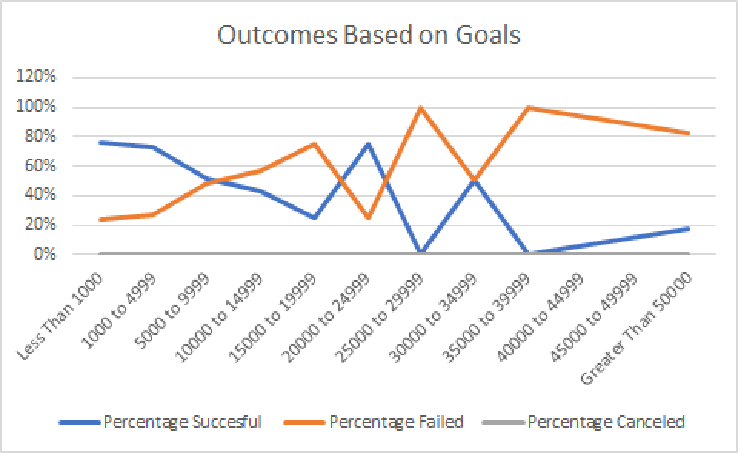 Outcomes Based on Goals
120%
100%
80%
60%
40%
20%
0%
Less Than 1000
1000 to 4999
5000 to 9999
10000 to 14999
15000 to 19999
20000 to 24999
25000 to 29999
30000 to 34999
35000 to 39999
40000 to 44999
45000 to 49999
Greater Than 50000
Percentage Succesful Percentage Failed Percentage Canceled